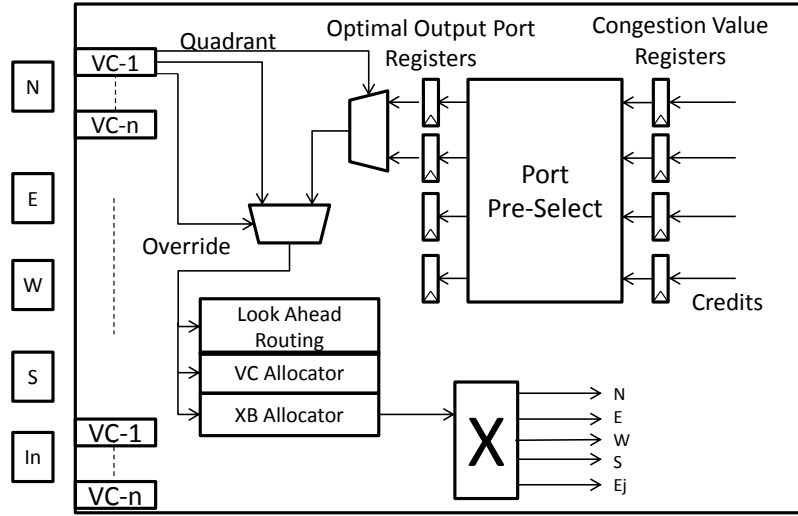 Quadrant
Optimal Output Port
Registers
Congestion Value
Registers
N
VC-1
VC-n
E
W
S
In
Override
Port
Pre-Select
Credits
Look Ahead
Routing
VC Allocator
XB Allocator
X
VC-1
VC-n
N
E
W
S
Ej